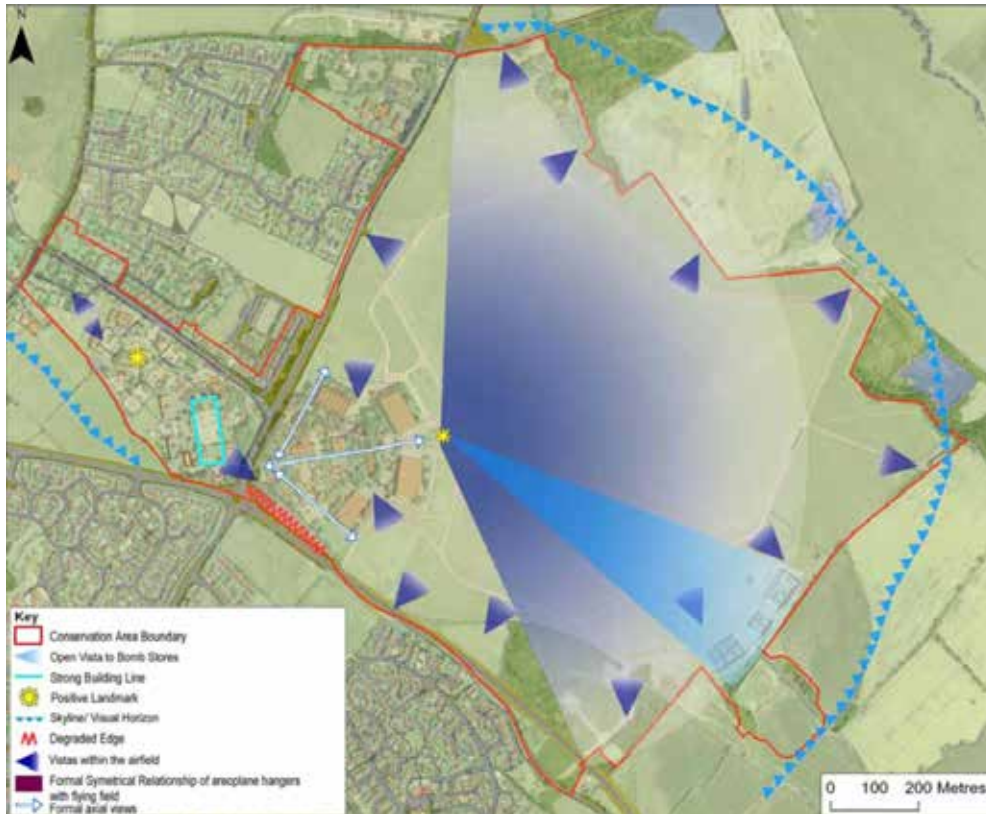 N
Key
Conservation Area Boundary
Open Vista to Bomb Stores
Strong Building Line
Positive Landmark
Skyline/ Visual Horizon
Degraded Edge
Vistas within the airfield
Formal Symetrical Relationship of areoplane hangers
with flying field
Formal axial views
0 100 200 Metres